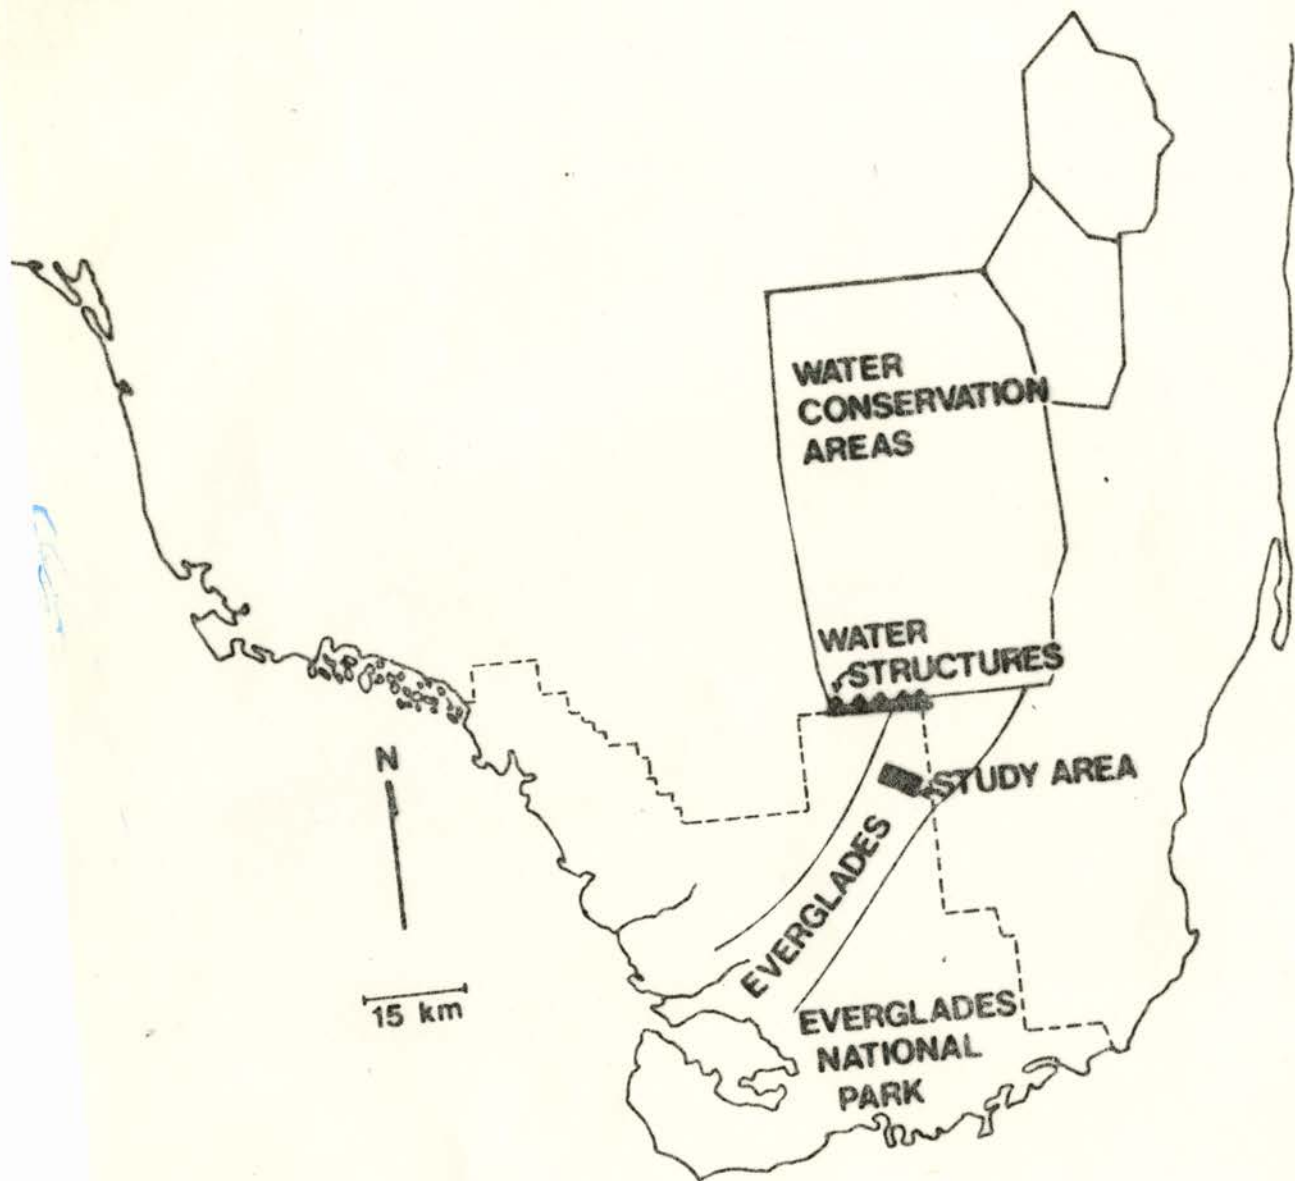 WATER
CONSERVATION
AREAS
WATER
STRUCTURES
N
STUDY AREA
EVERGLADES
15 km
EVERGLADES
NATIONAL
PARK